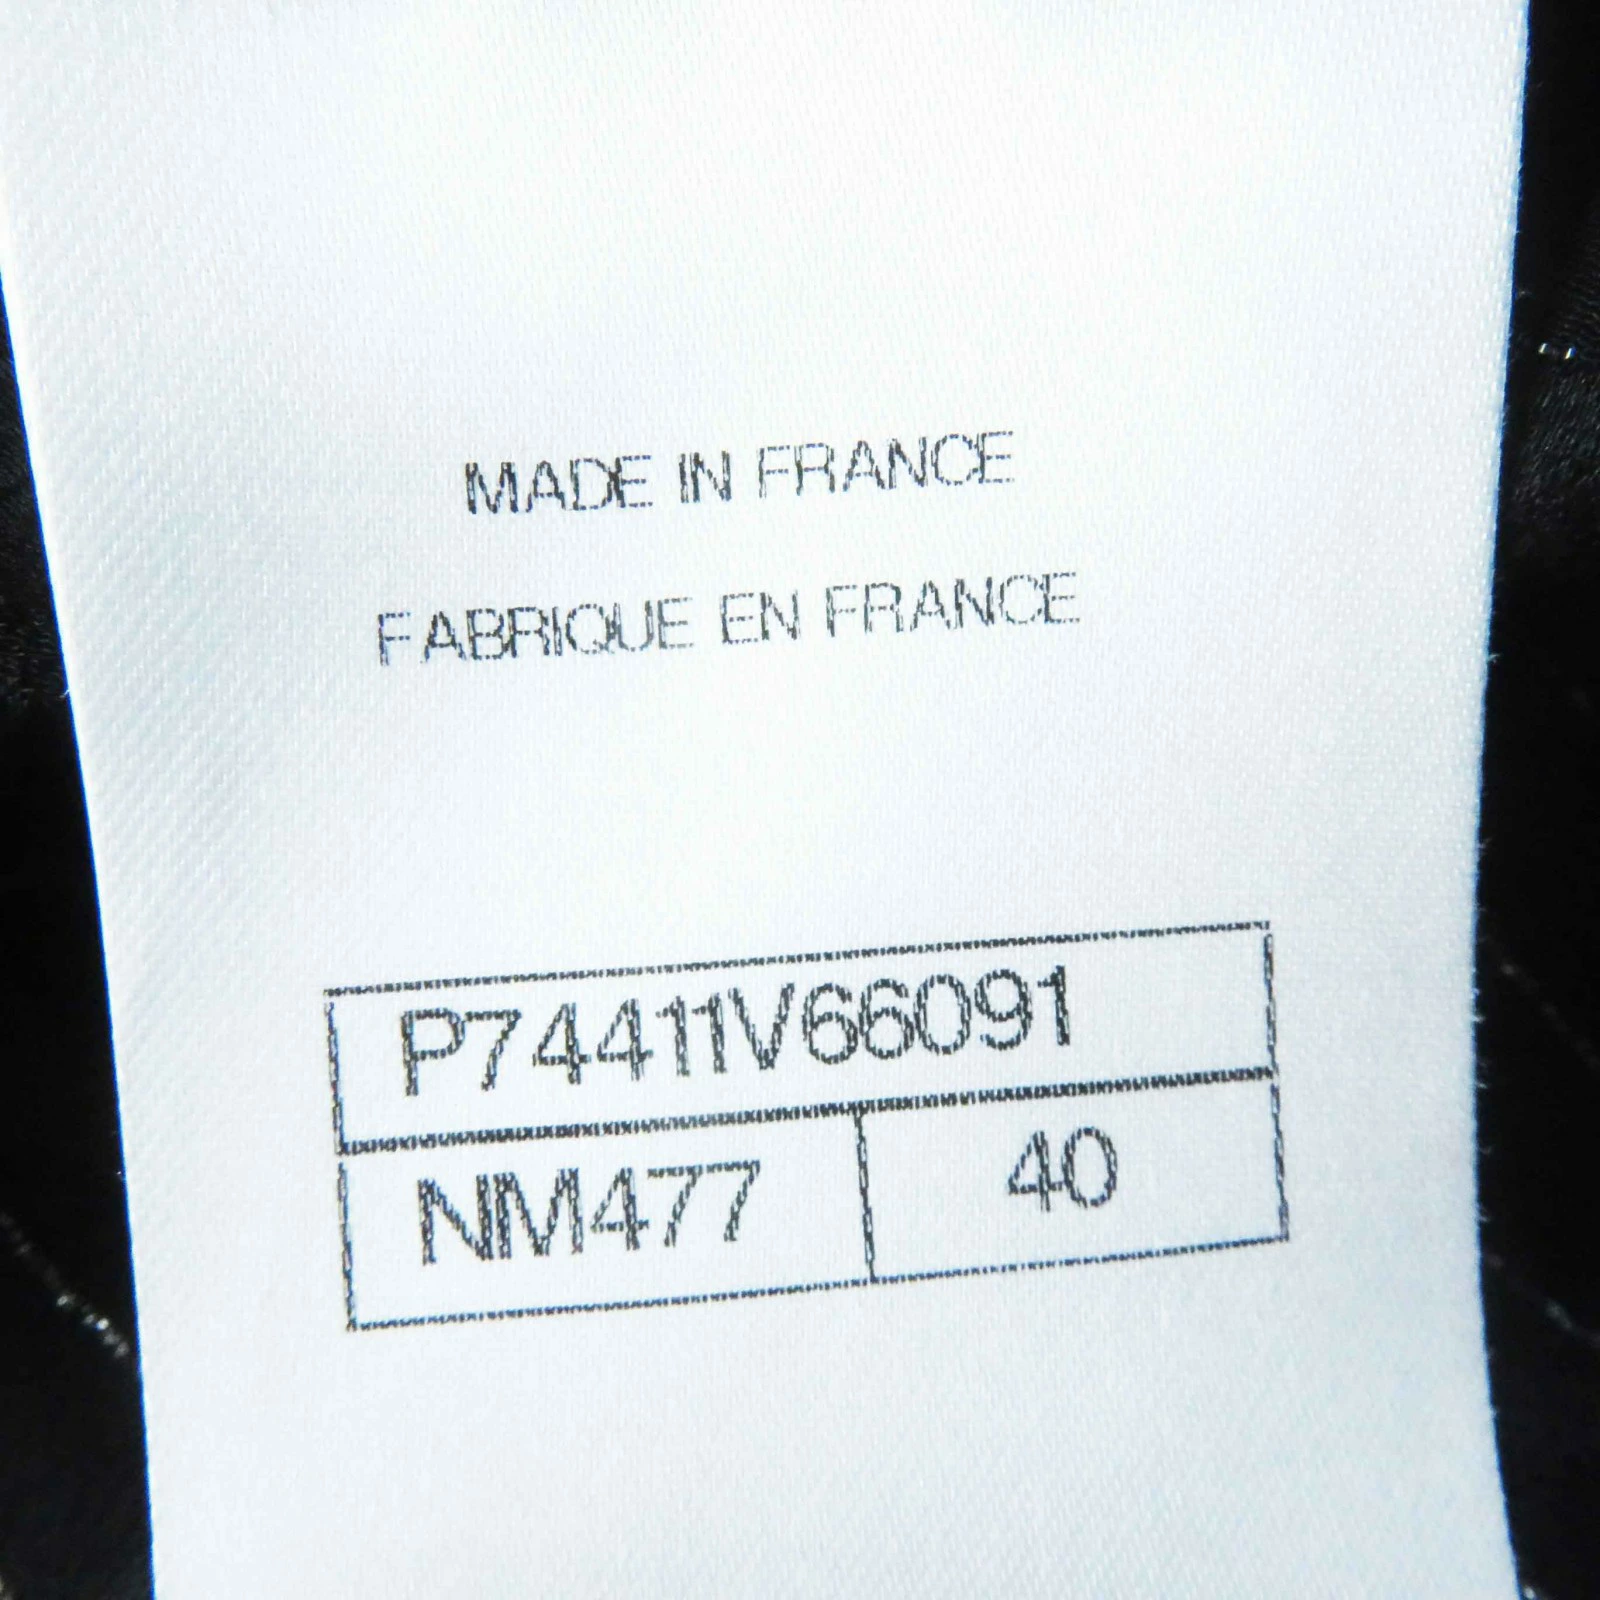 MADE IN FRANCE
FABRIQUE EN FRANCE
P74411V66091
NM477 40